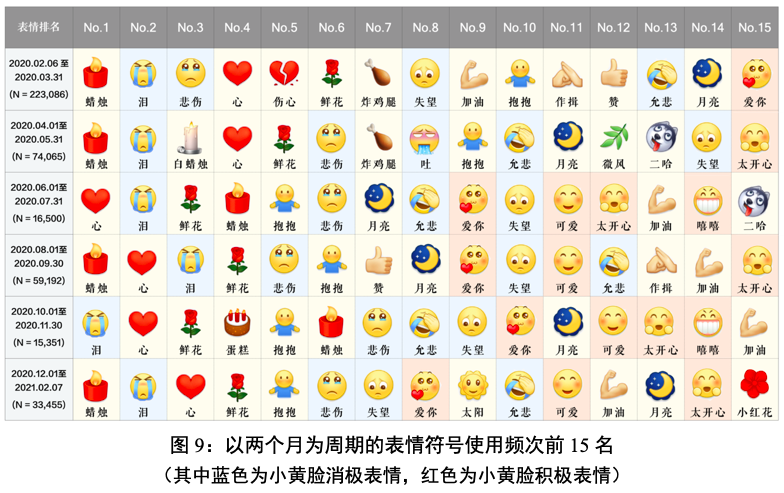 表情排名 No.1 No.2 No.3 No.4 No.5 No.6 No.7 No.8 No.9 No.10 No.11 No.12 No.13 No.14 No.15
2020.02.06 至
2020.03.31
(N = 223,086)
蜡烛 泪 悲伤 心 伤心 鲜花 炸鸡腿 失望 加油 抱抱 作揖 赞 允悲 月亮 爱你
2020.04.01至
2020.05.31
(N = 74,065)
蜡烛 泪 白蜡烛 心 鲜花 悲伤 炸鸡腿 吐 抱抱 允悲 月亮 微风 二哈 失望 太开心
2020.06.01至
2020.07.31
(N = 16,500)
心 泪 鲜花 蜡烛 抱抱 悲伤 月亮 允悲 爱你 失望 可爱 太开心 加油 嘻嘻 二哈
2020.08.01至
2020.09.30
(N = 59,192)
蜡烛 心 泪 鲜花 悲伤 抱抱 赞 月亮 爱你 失望 可爱 允悲 作揖 加油 太开心
2020.10.01至
2020.11.30
(N = 15,351)
泪 心 鲜花 蛋糕 抱抱 蜡烛 悲伤 允悲 失望 爱你 月亮 可爱 太开心 嘻嘻 加油
2020.12.01至
2021.02.07
(N = 33,455)
蜡烛 泪 心 鲜花 抱抱 悲伤 失望 爱你 太阳 允悲 可爱 加油 月亮 太开心 小红花
图 9：以两个月为周期的表情符号使用频次前 15 名
（其中蓝色为小黄脸消极表情，红色为小黄脸积极表情）